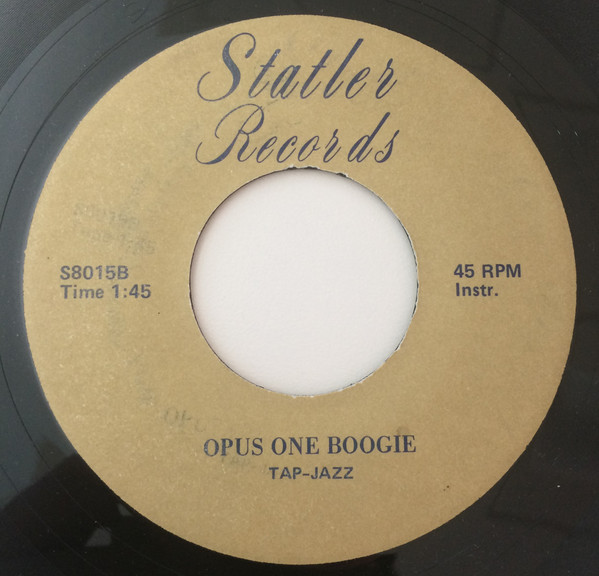 Statler
Records
S8015B
Time 1:45
45 RPM
Instr.
OPUS ONE BOOGIE
TAP-JAZZ